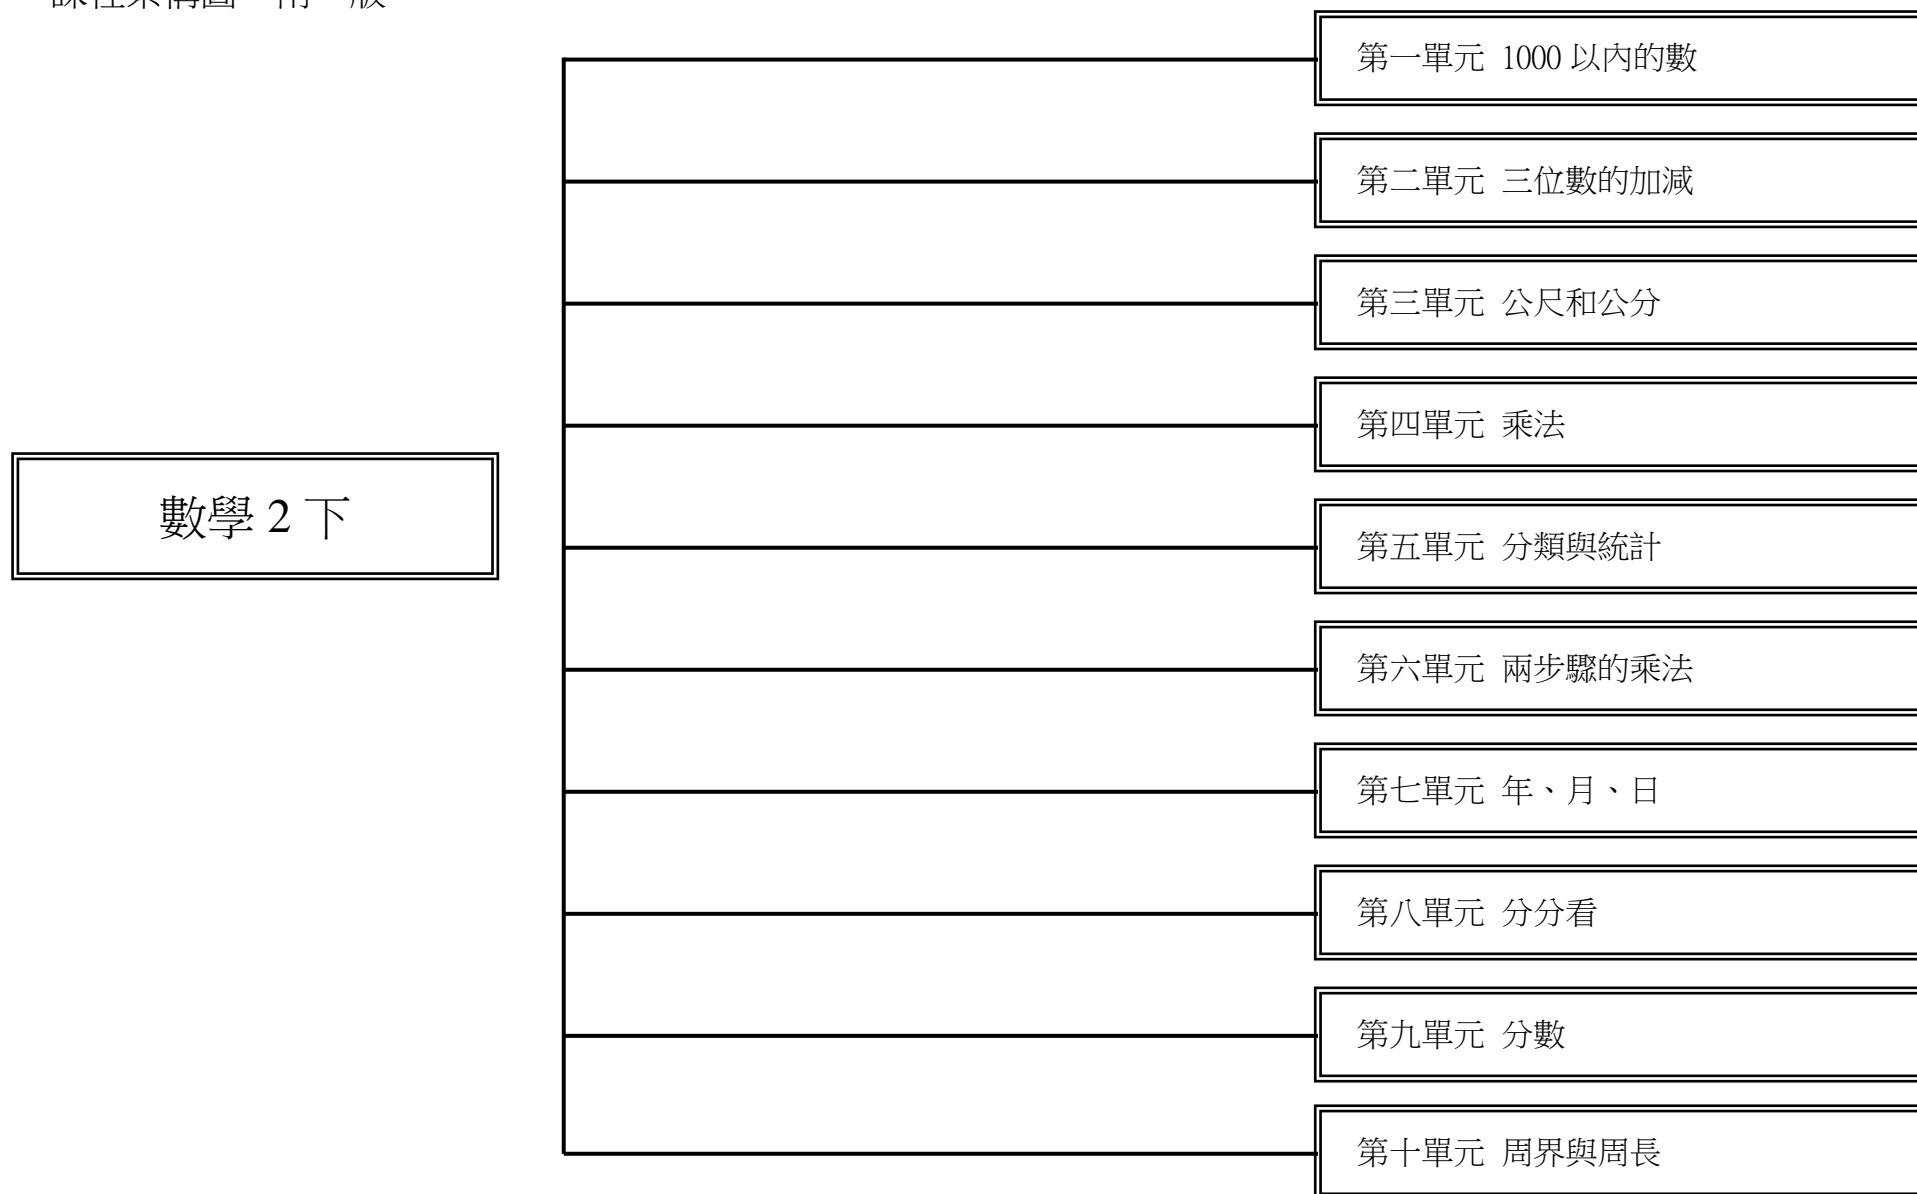 數學 2 下
第一單元 1000 以內的數
第二單元 三位數的加減
第三單元 公尺和公分
第四單元 乘法
第五單元 分類與統計
第六單元 兩步驟的乘法
第七單元 年、月、日
第八單元 分分看
第九單元 分數
第十單元 周界與周長